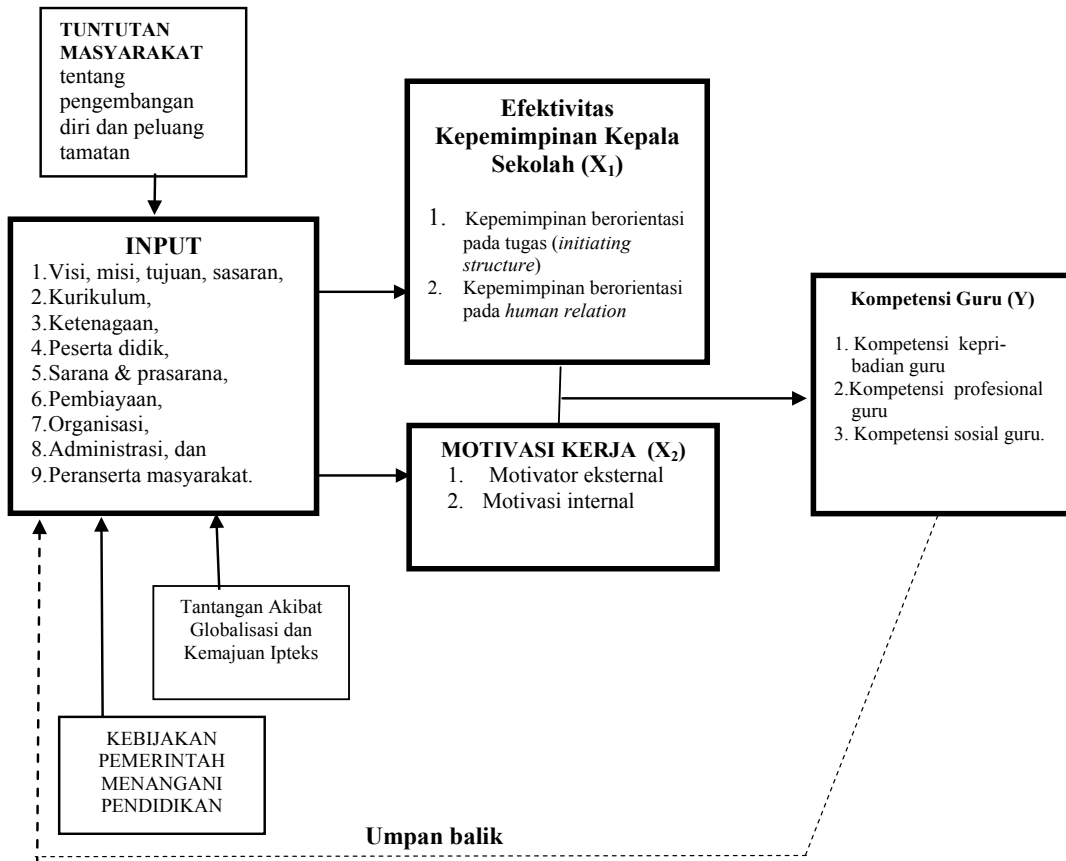 TUNTUTAN
MASYARAKAT
tentang
pengembangan
diri dan peluang
tamatan
Efektivitas
Kepemimpinan Kepala
Sekolah (X₁)
1. Kepemimpinan berorientasi
pada tugas (initiating
structure)
2. Kepemimpinan berorientasi
pada human relation
INPUT
1.Visi, misi, tujuan, sasaran,
2.Kurikulum,
3.Ketenagaan,
4.Peserta didik,
5.Sarana & prasarana,
6.Pembiayaan,
7.Organisasi,
8.Administrasi, dan
9.Peranserta masyarakat.
Kompetensi Guru (Y)
1. Kompetensi kepri-
badian guru
2.Kompetensi profesional
guru
3. Kompetensi sosial guru.
MOTIVASI KERJA (X₂)
1. Motivator eksternal
2. Motivasi internal
Tantangan Akibat
Globalisasi dan
Kemajuan Ipteks
KEBIJAKAN
PEMERINTAH
MENANGANI
PENDIDIKAN
Umpan balik